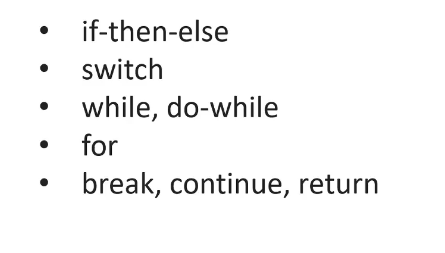 • if-then-else
• switch
• while, do-while
• for
• break, continue, return